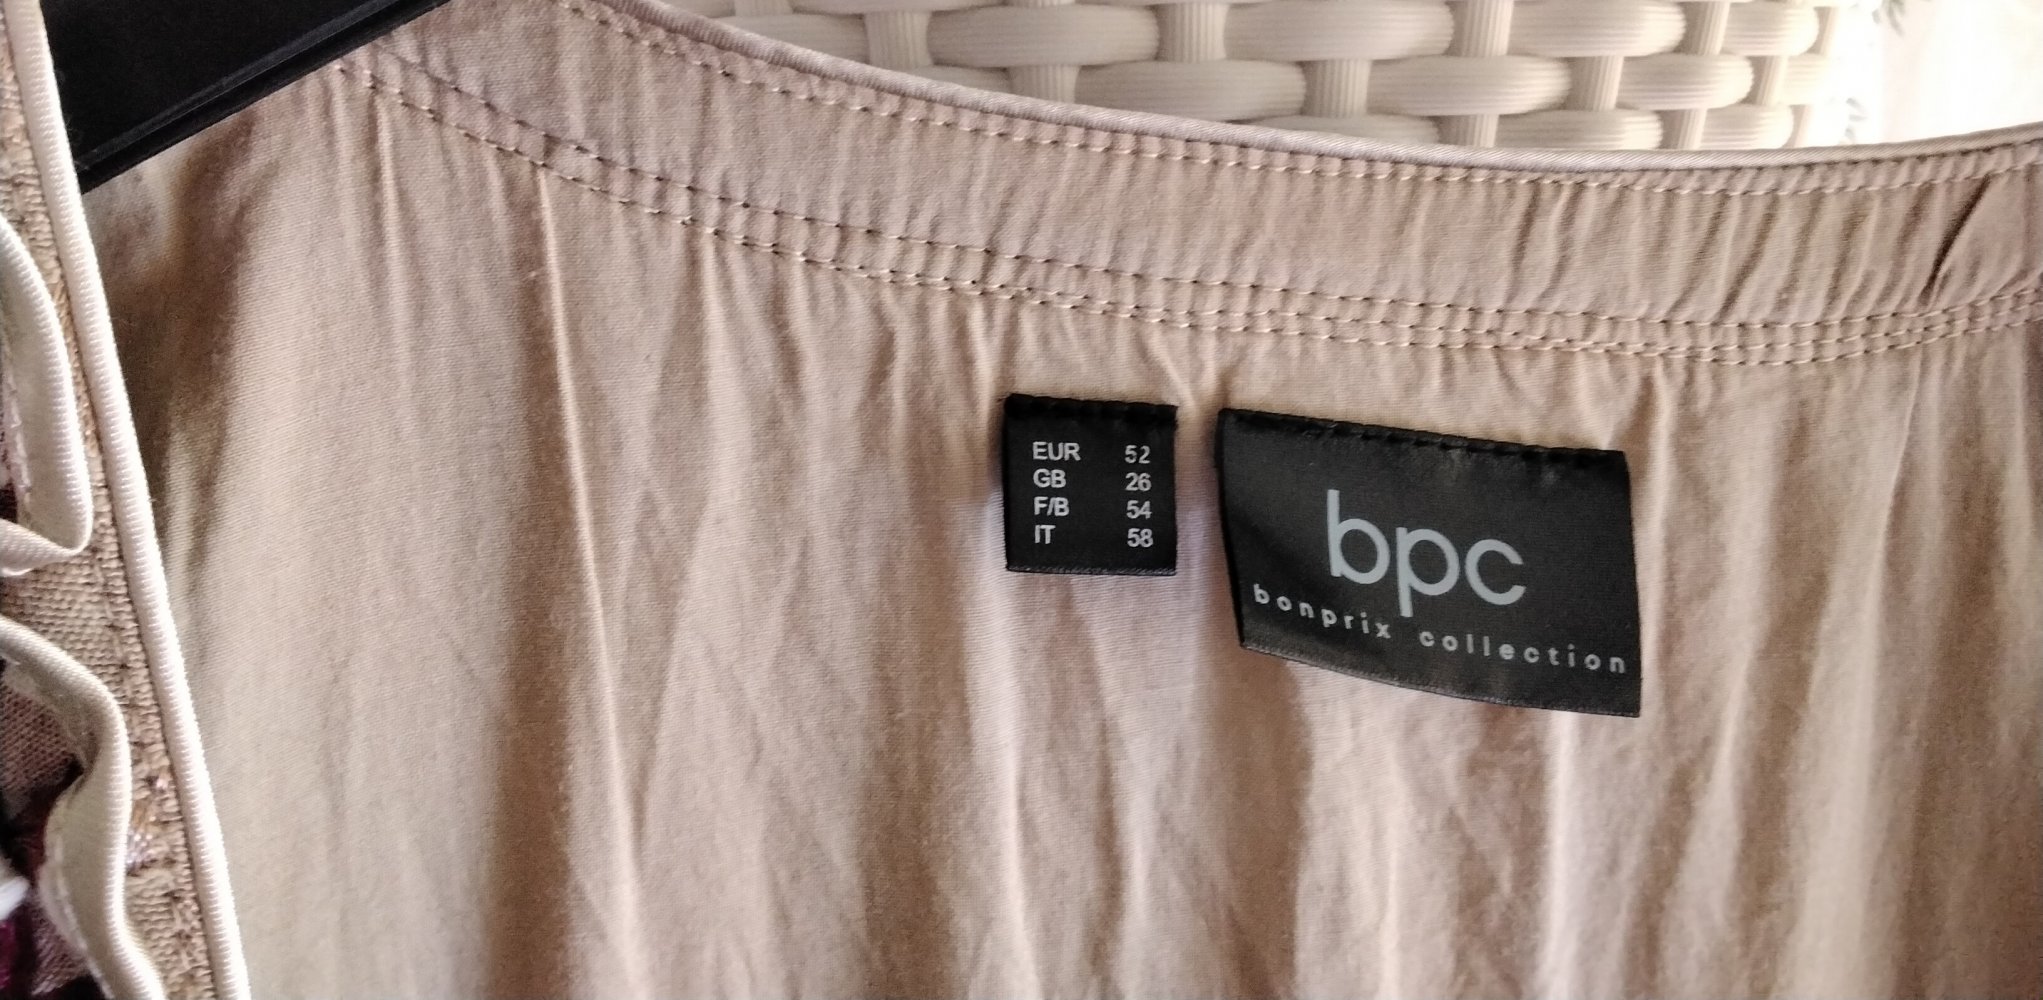 EUR 52
GB 26
F/B 54
IT 58
bpc
bonprix collection